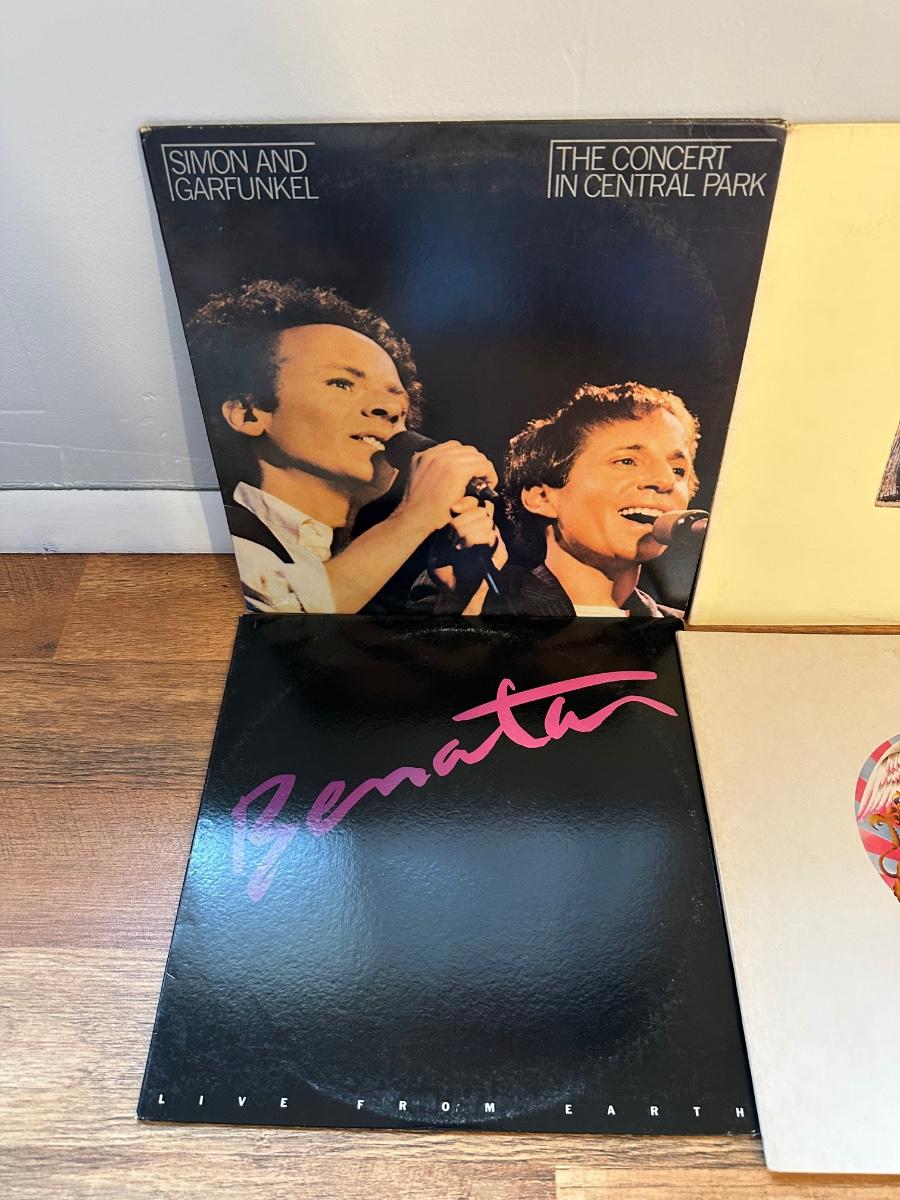 SIMON AND
GARFUNKEL
THE CONCERT
IN CENTRAL PARK
Benatar
LIVE FROM EARTH